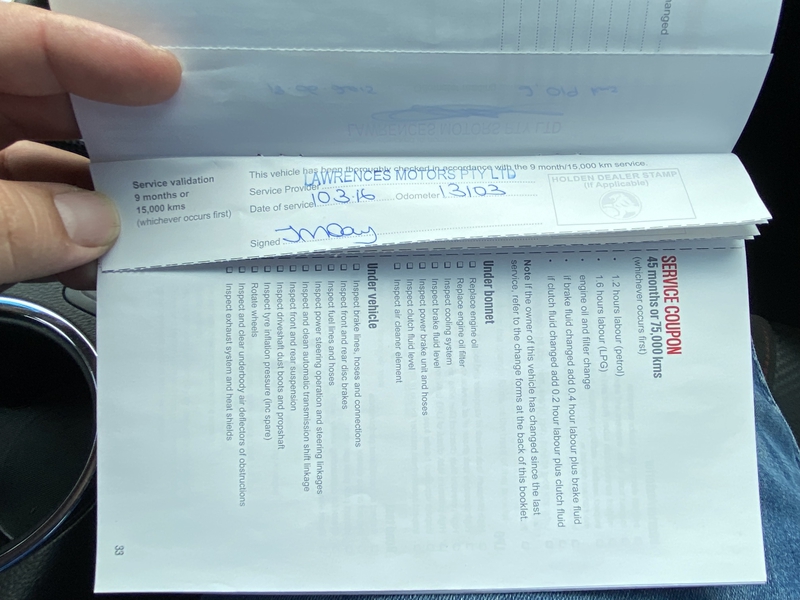 anged
Service validation
9 months or
15,000 kms
(whichever occurs first)
This vehicle has been thoroughly checked in accordance with the 9 month/15,000 km service.
Service Provider LAWRENCES MOTORS PTY LTD
Date of service 10 3.16 Odometer 13103
Signed JMDay
HOLDEN DEALER STAMP
(If Applicable)
SERVICE COUPON
45 months or 75,000 kms
(whichever occurs first)
• 1.2 hours labour (petrol)
• 1.6 hours labour (LPG)
• engine oil and filter change
• if brake fluid changed add 0.4 hour labour plus brake fluid
• if clutch fluid changed add 0.2 hour labour plus clutch fluid
Note If the owner of this vehicle has changed since the last
service, refer to the change forms at the back of this booklet.
Under bonnet
❑ Replace engine oil
❑ Replace engine oil filter
❑ Inspect cooling system
❑ Inspect brake fluid level
❑ Inspect power brake unit and hoses
❑ Inspect clutch fluid level
❑ Inspect air cleaner element
Under vehicle
❑ Inspect brake lines, hoses and connections
❑ Inspect front and rear disc brakes
❑ Inspect fuel lines and hoses
❑ Inspect power steering operation and steering linkages
❑ Inspect and clean automatic transmission shift linkage
❑ Inspect front and rear suspension
❑ Inspect driveshaft dust boots and propshaft
❑ Inspect tyre inflation pressure (inc spare)
❑ Rotate wheels
❑ Inspect and clear underbody air deflectors of obstructions
❑ Inspect exhaust system and heat shields
33